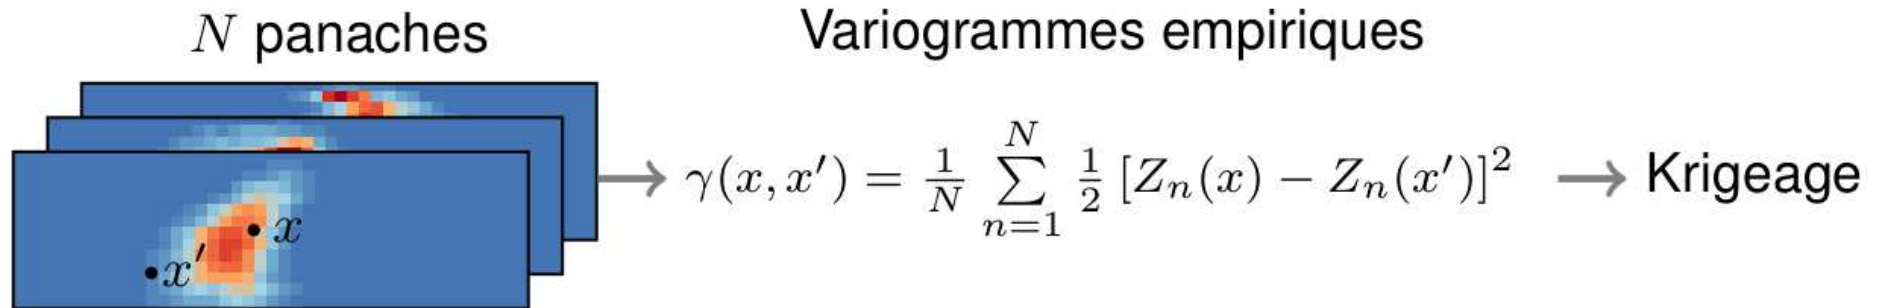 N panaches
Variogrammes empiriques
x
x′
γ(x, x′) = 1/N ∑_{n=1}^{N} 1/2 [Z_n(x) − Z_n(x′)]²
Krigeage